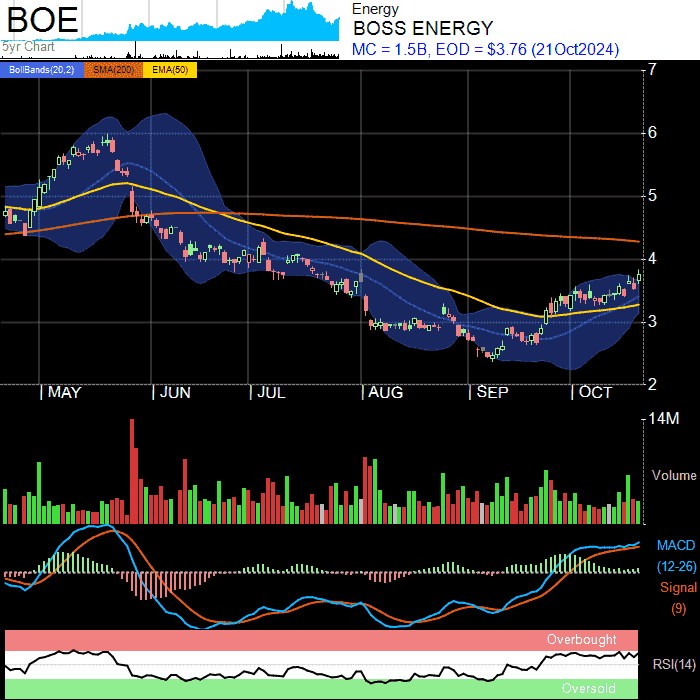 BOE
5yr Chart
Energy
BOSS ENERGY
MC = 1.5B, EOD = $3.76 (21Oct2024)
BollBands(20,2) SMA(200) EMA(50)
7
6
5
4
3
2
MAY JUN JUL AUG SEP OCT
14M
Volume
MACD
(12-26)
Signal
(9)
Overbought
RSI(14)
Oversold